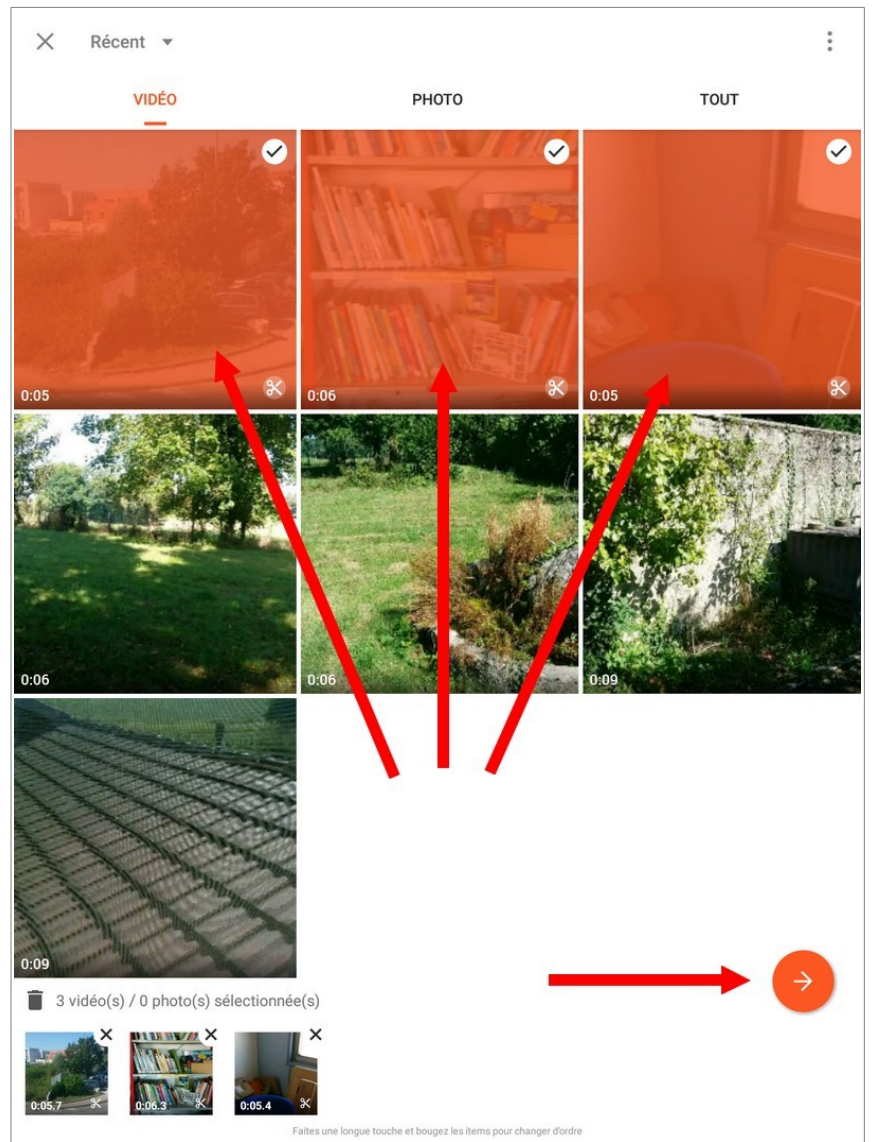 Récent
VIDÉO PHOTO TOUT
0:05 0:06 0:05
0:06 0:06 0:09
0:09
3 vidéo(s) / 0 photo(s) sélectionnée(s)
0:05.7 0:06.3 0:05.4
Faites une longue touche et bougez les items pour changer d'ordre